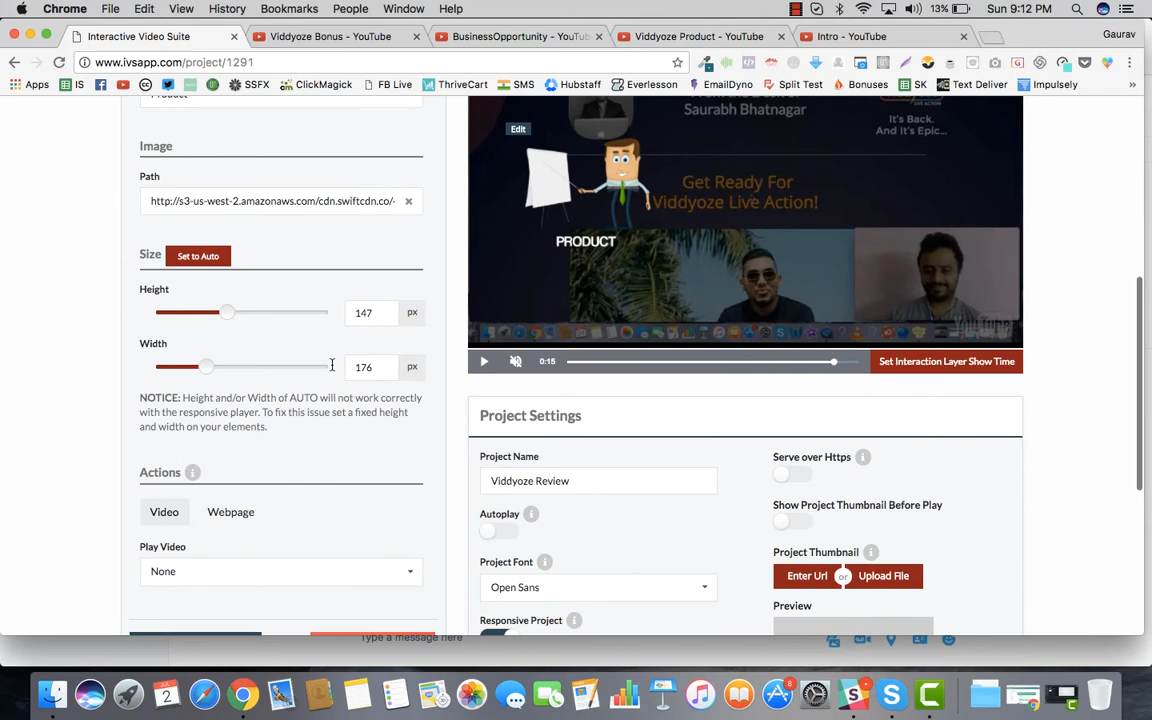 Chrome File Edit View History Bookmarks People Window Help 13% Sun 9:12 PM
Interactive Video Suite Viddyoze Bonus - YouTube BusinessOpportunity - YouTub Viddyoze Product - YouTube Intro - YouTube Gaurav
www.ivsapp.com/project/1291
Apps IS SSFX ClickMagick FB Live ThriveCart SMS Hubstaff Everlesson EmailDyno Split Test Bonuses SK Text Deliver Impulsely »
Product
Image
Path
http://s3-us-west-2.amazonaws.com/cdn.swiftcdn.co/-
Size Set to Auto
Height
147 px
Width
176 px
NOTICE: Height and/or Width of AUTO will not work correctly
with the responsive player. To fix this issue set a fixed height
and width on your elements.
Actions
Video Webpage
Play Video
None
Saurabh Bhatnagar
LIVE ACTION
It's Back.
And It's Epic...
Edit
Get Ready For
Viddyoze Live Action!
PRODUCT
YouTube
0:15 Set Interaction Layer Show Time
Project Settings
Project Name
Viddyoze Review
Autoplay
Project Font
Open Sans
Responsive Project
Serve over Https
Show Project Thumbnail Before Play
Project Thumbnail
Enter Url or Upload File
Preview
Type a message here
2
8